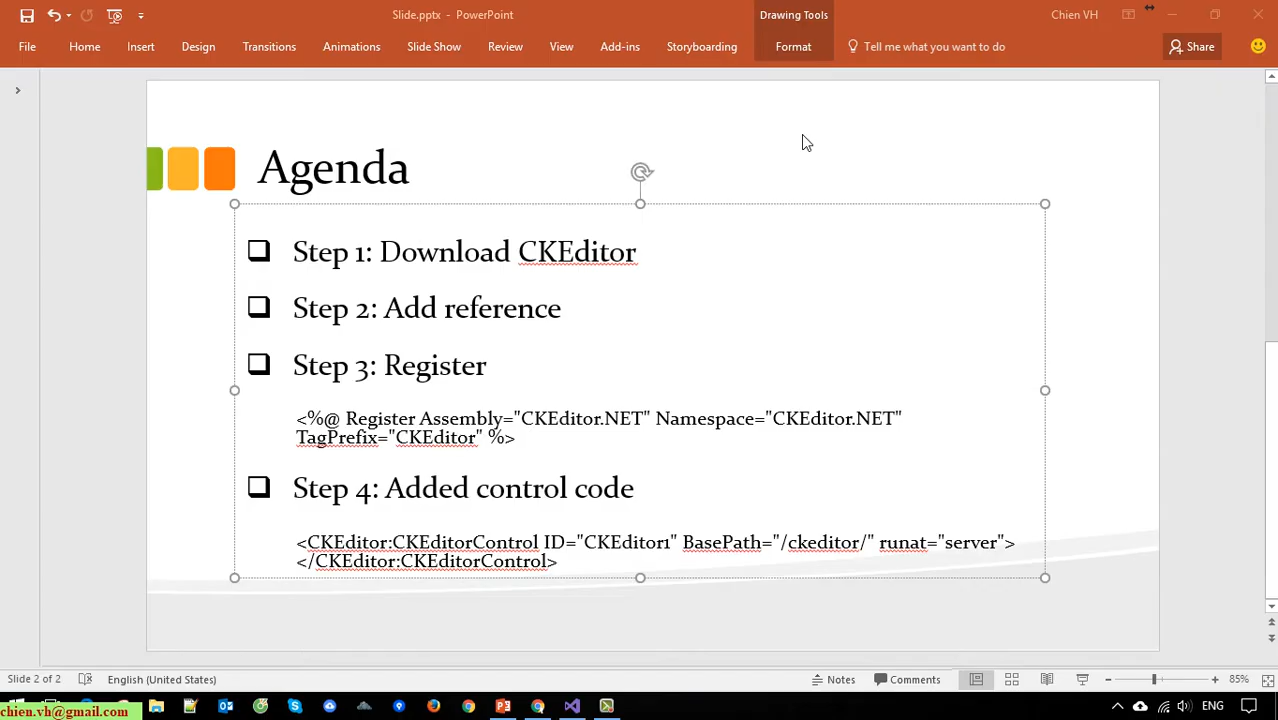 Slide.pptx - PowerPoint
Drawing Tools
Chien VH
File
Home
Insert
Design
Transitions
Animations
Slide Show
Review
View
Add-ins
Storyboarding
Format
Tell me what you want to do
Share
Agenda
Step 1: Download CKEditor
Step 2: Add reference
Step 3: Register
<%@ Register Assembly="CKEditor.NET" Namespace="CKEditor.NET"
TagPrefix="CKEditor" %>
Step 4: Added control code
<CKEditor:CKEditorControl ID="CKEditor1" BasePath="/ckeditor/" runat="server">
</CKEditor:CKEditorControl>
Slide 2 of 2
English (United States)
Notes
Comments
85%
chien.vh@gmail.com
ENG